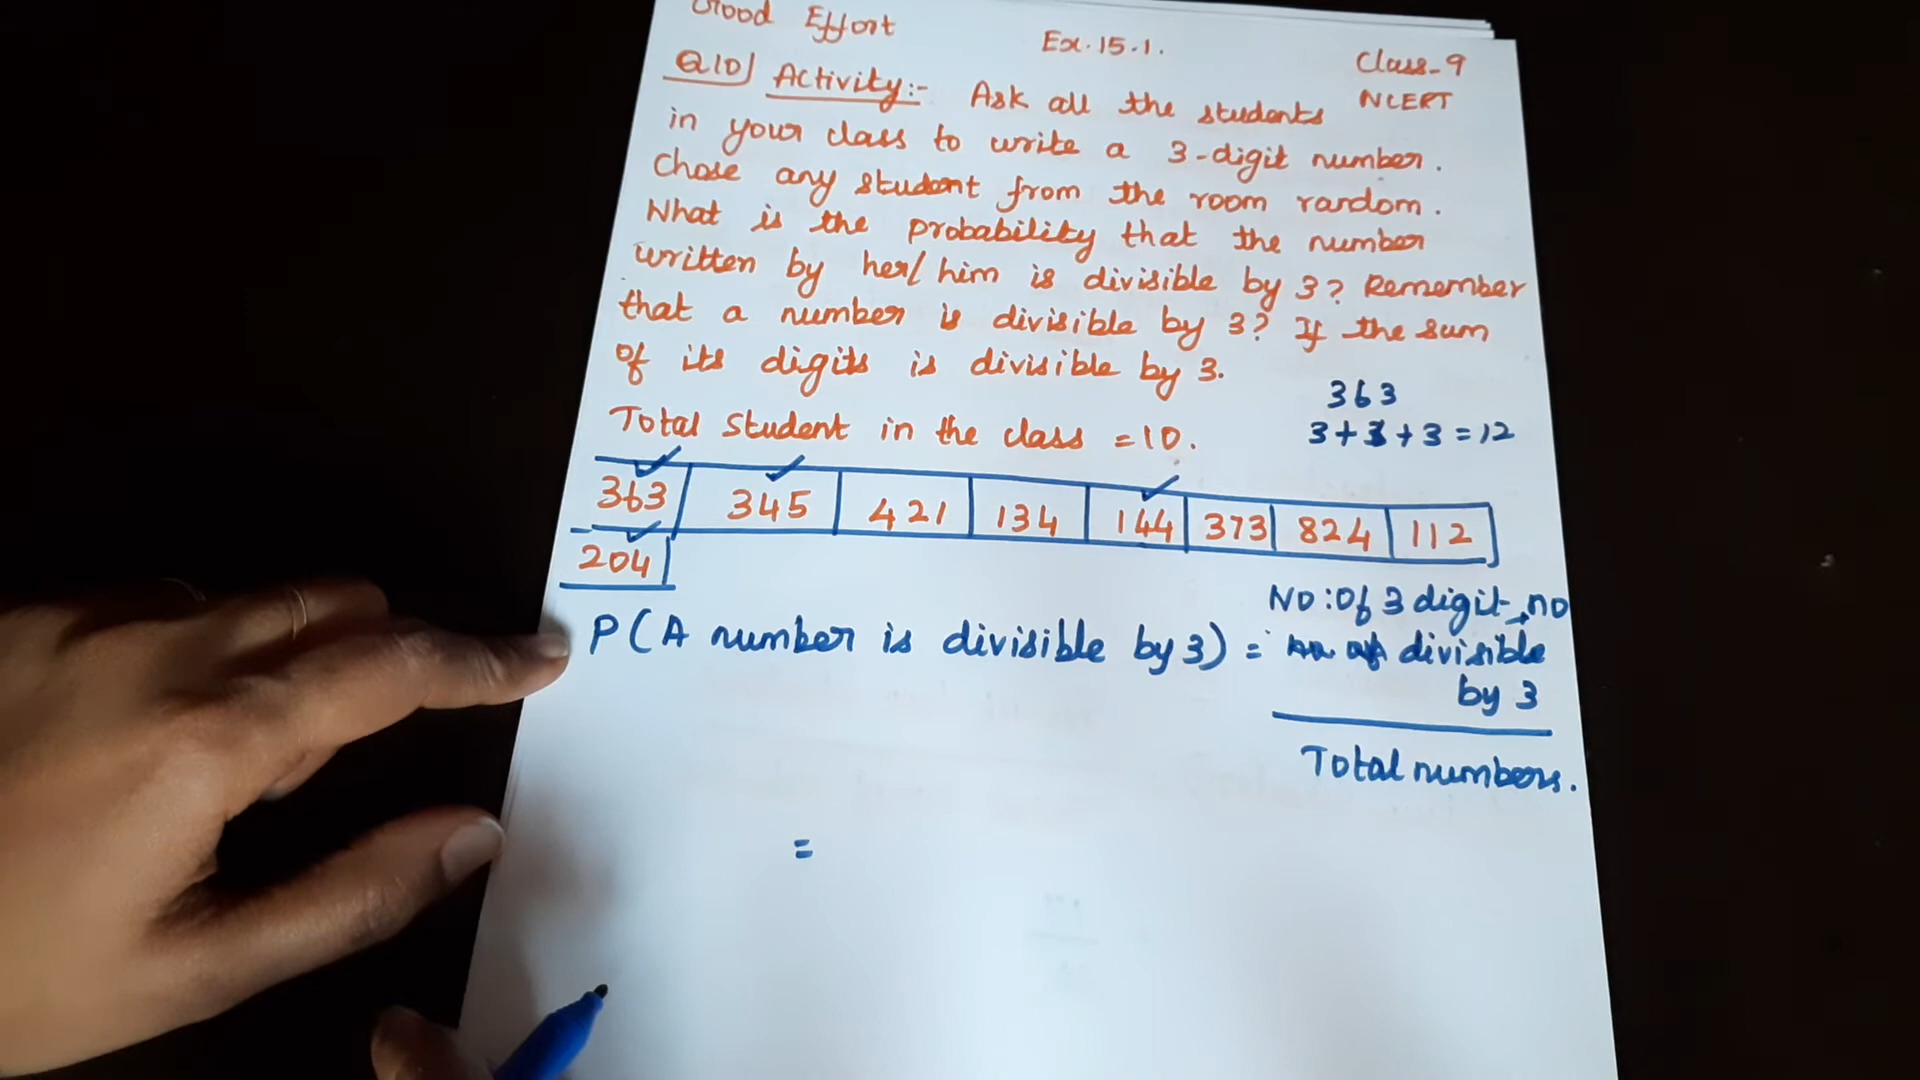 Good Effort
Ex. 15.1.
Class-9
NCERT
Q10) Activity:- Ask all the students
in your class to write a 3-digit number.
Chose any student from the room random.
What is the probability that the number
written by her/him is divisible by 3? Remember
that a number is divisible by 3? If the sum
of its digits is divisible by 3.
363
3+3+3=12
Total student in the class = 10.
363 345 421 134 144 373 824 112
204
P(A number is divisible by 3) =
No: Of 3 digit no
divisible
by 3
Total numbers.
=